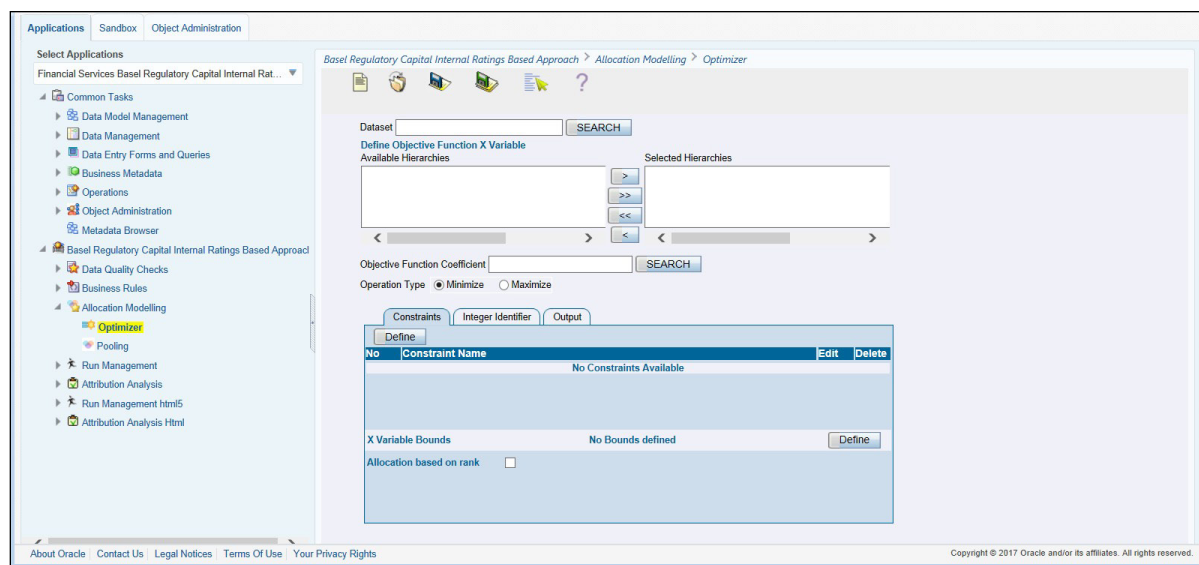 Applications Sandbox Object Administration
Select Applications
Financial Services Basel Regulatory Capital Internal Rat...
Common Tasks
Data Model Management
Data Management
Data Entry Forms and Queries
Business Metadata
Operations
Object Administration
Metadata Browser
Basel Regulatory Capital Internal Ratings Based Approacl
Data Quality Checks
Business Rules
Allocation Modelling
Optimizer
Pooling
Run Management
Attribution Analysis
Run Management html5
Attribution Analysis Html
Basel Regulatory Capital Internal Ratings Based Approach > Allocation Modelling > Optimizer
?
Dataset SEARCH
Define Objective Function X Variable
Available Hierarchies Selected Hierarchies
>
>>
<<
<
Objective Function Coefficient SEARCH
Operation Type Minimize Maximize
Constraints Integer Identifier Output
Define
No Constraint Name Edit Delete
No Constraints Available
X Variable Bounds No Bounds defined Define
Allocation based on rank
About Oracle Contact Us Legal Notices Terms Of Use Your Privacy Rights
Copyright © 2017 Oracle and/or its affiliates. All rights reserved.